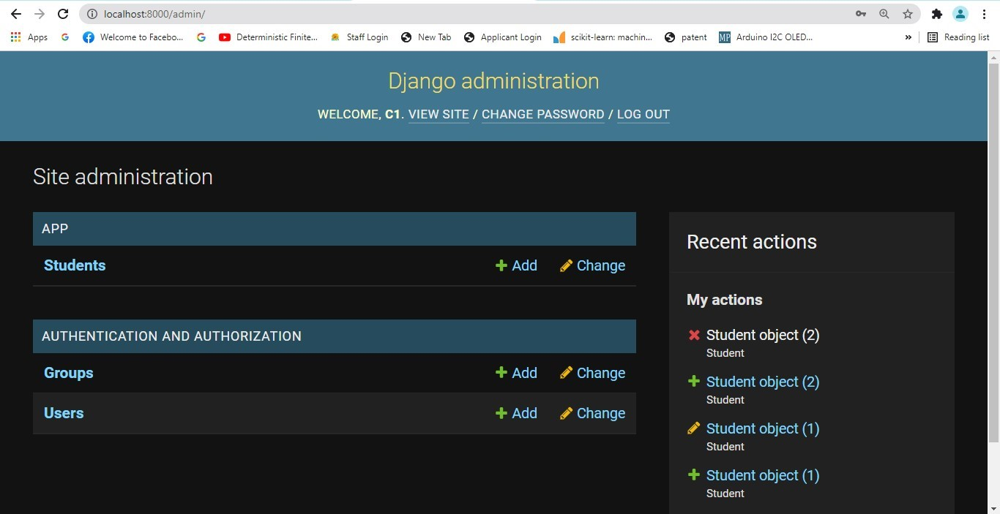 localhost:8000/admin/
Apps Welcome to Facebo... Deterministic Finite... Staff Login New Tab Applicant Login scikit-learn: machin... patent MP Arduino I2C OLED... » Reading list
Django administration
WELCOME, C1. VIEW SITE / CHANGE PASSWORD / LOG OUT
Site administration
APP
Students Add Change
AUTHENTICATION AND AUTHORIZATION
Groups Add Change
Users Add Change
Recent actions
My actions
Student object (2)
Student
Student object (2)
Student
Student object (1)
Student
Student object (1)
Student